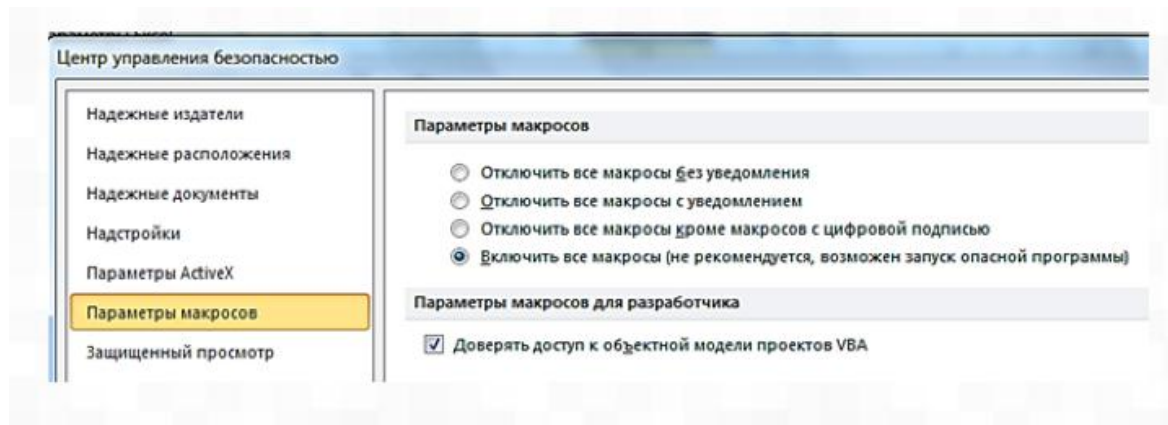 Центр управления безопасностью
Надежные издатели
Надежные расположения
Надежные документы
Надстройки
Параметры ActiveX
Параметры макросов
Защищенный просмотр
Параметры макросов
Отключить все макросы без уведомления
Отключить все макросы с уведомлением
Отключить все макросы кроме макросов с цифровой подписью
Включить все макросы (не рекомендуется, возможен запуск опасной программы)
Параметры макросов для разработчика
Доверять доступ к объектной модели проектов VBA